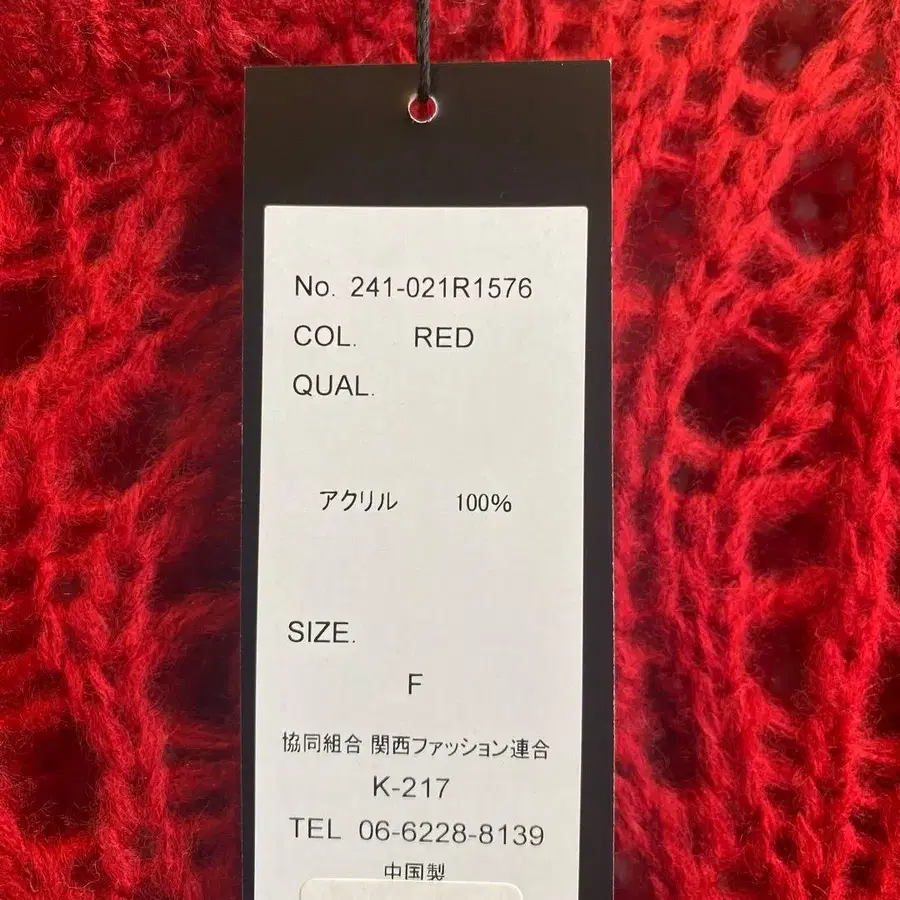 No. 241-021R1576
COL. RED
QUAL.
アクリル 100%
SIZE.
F
協同組合 関西ファッション連合
K-217
TEL 06-6228-8139
中国製